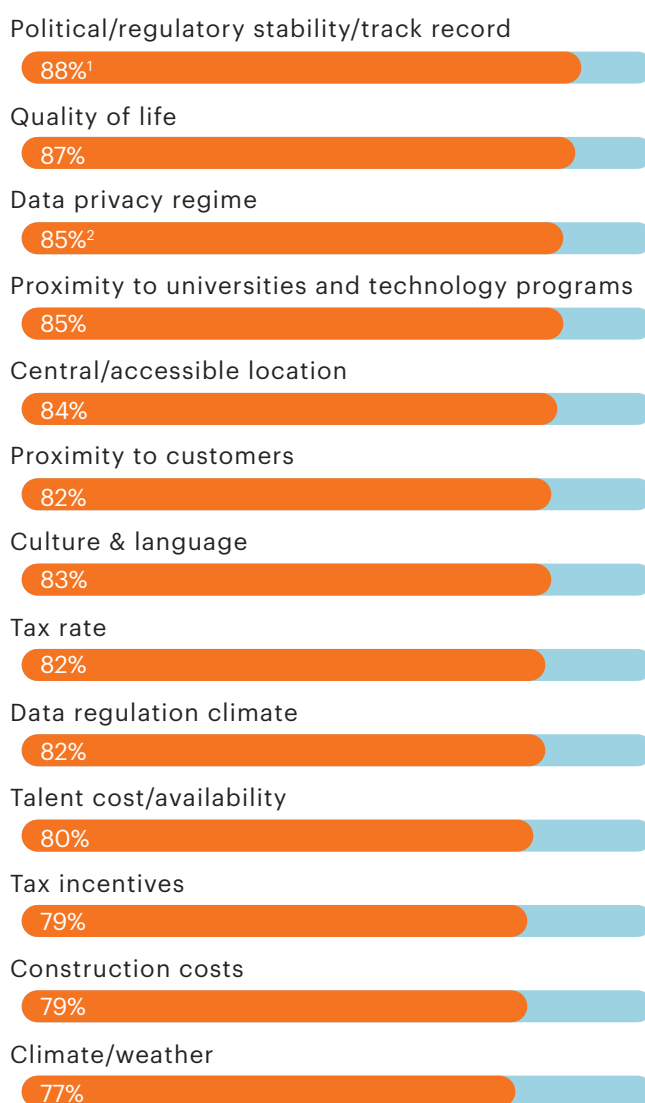 Political/regulatory stability/track record
88%¹
Quality of life
87%
Data privacy regime
85%²
Proximity to universities and technology programs
85%
Central/accessible location
84%
Proximity to customers
82%
Culture & language
83%
Tax rate
82%
Data regulation climate
82%
Talent cost/availability
80%
Tax incentives
79%
Construction costs
79%
Climate/weather
77%